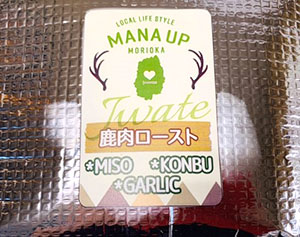 LOCAL LIFE STYLE
MANA UP
MORIOKA
Iwate
鹿肉ロースト
*MISO *KONBU
*GARLIC